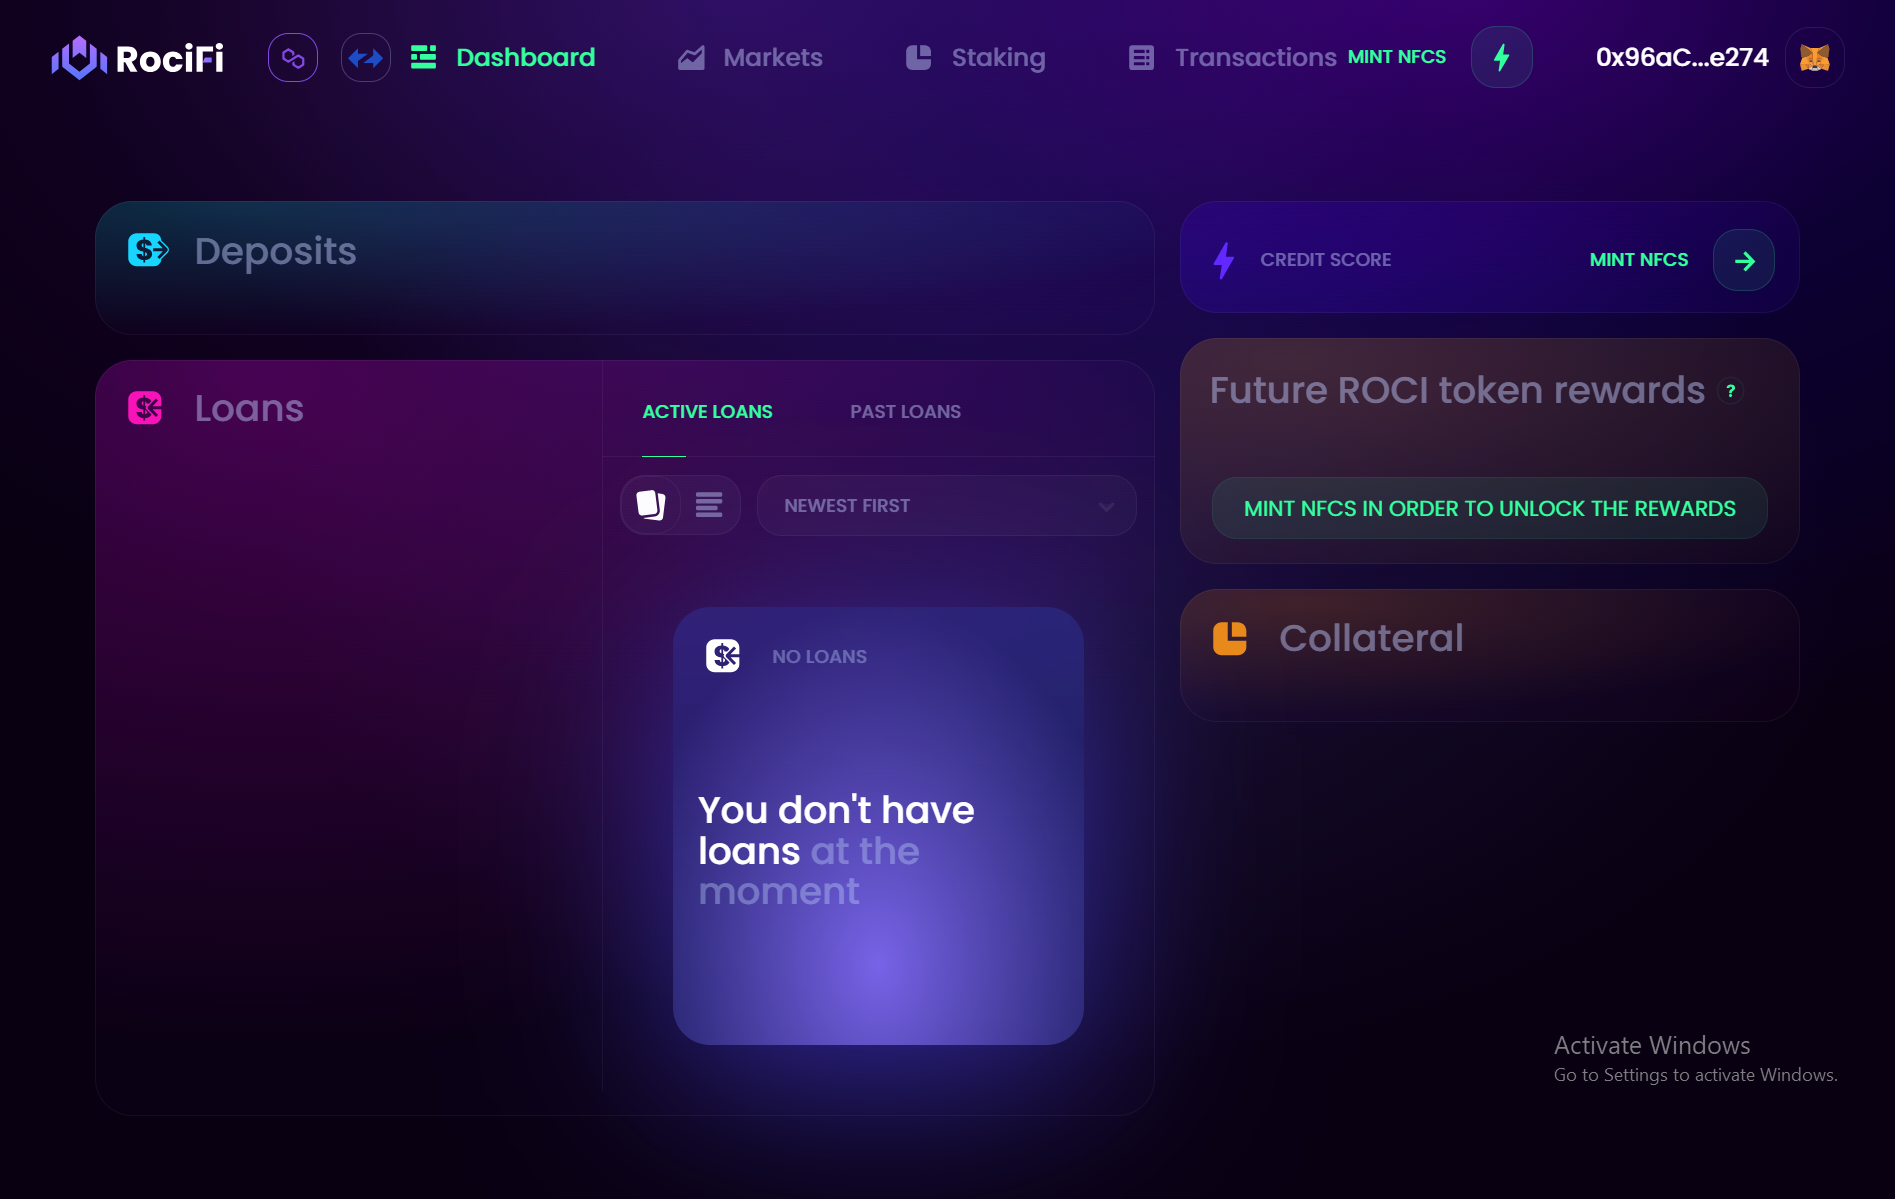 RociFi
Dashboard
Markets
Staking
Transactions
MINT NFCS
0x96aC...e274
Deposits
CREDIT SCORE
MINT NFCS
Loans
ACTIVE LOANS
PAST LOANS
NEWEST FIRST
NO LOANS
You don't have
loans at the
moment
Future ROCI token rewards ?
MINT NFCS IN ORDER TO UNLOCK THE REWARDS
Collateral
Activate Windows
Go to Settings to activate Windows.